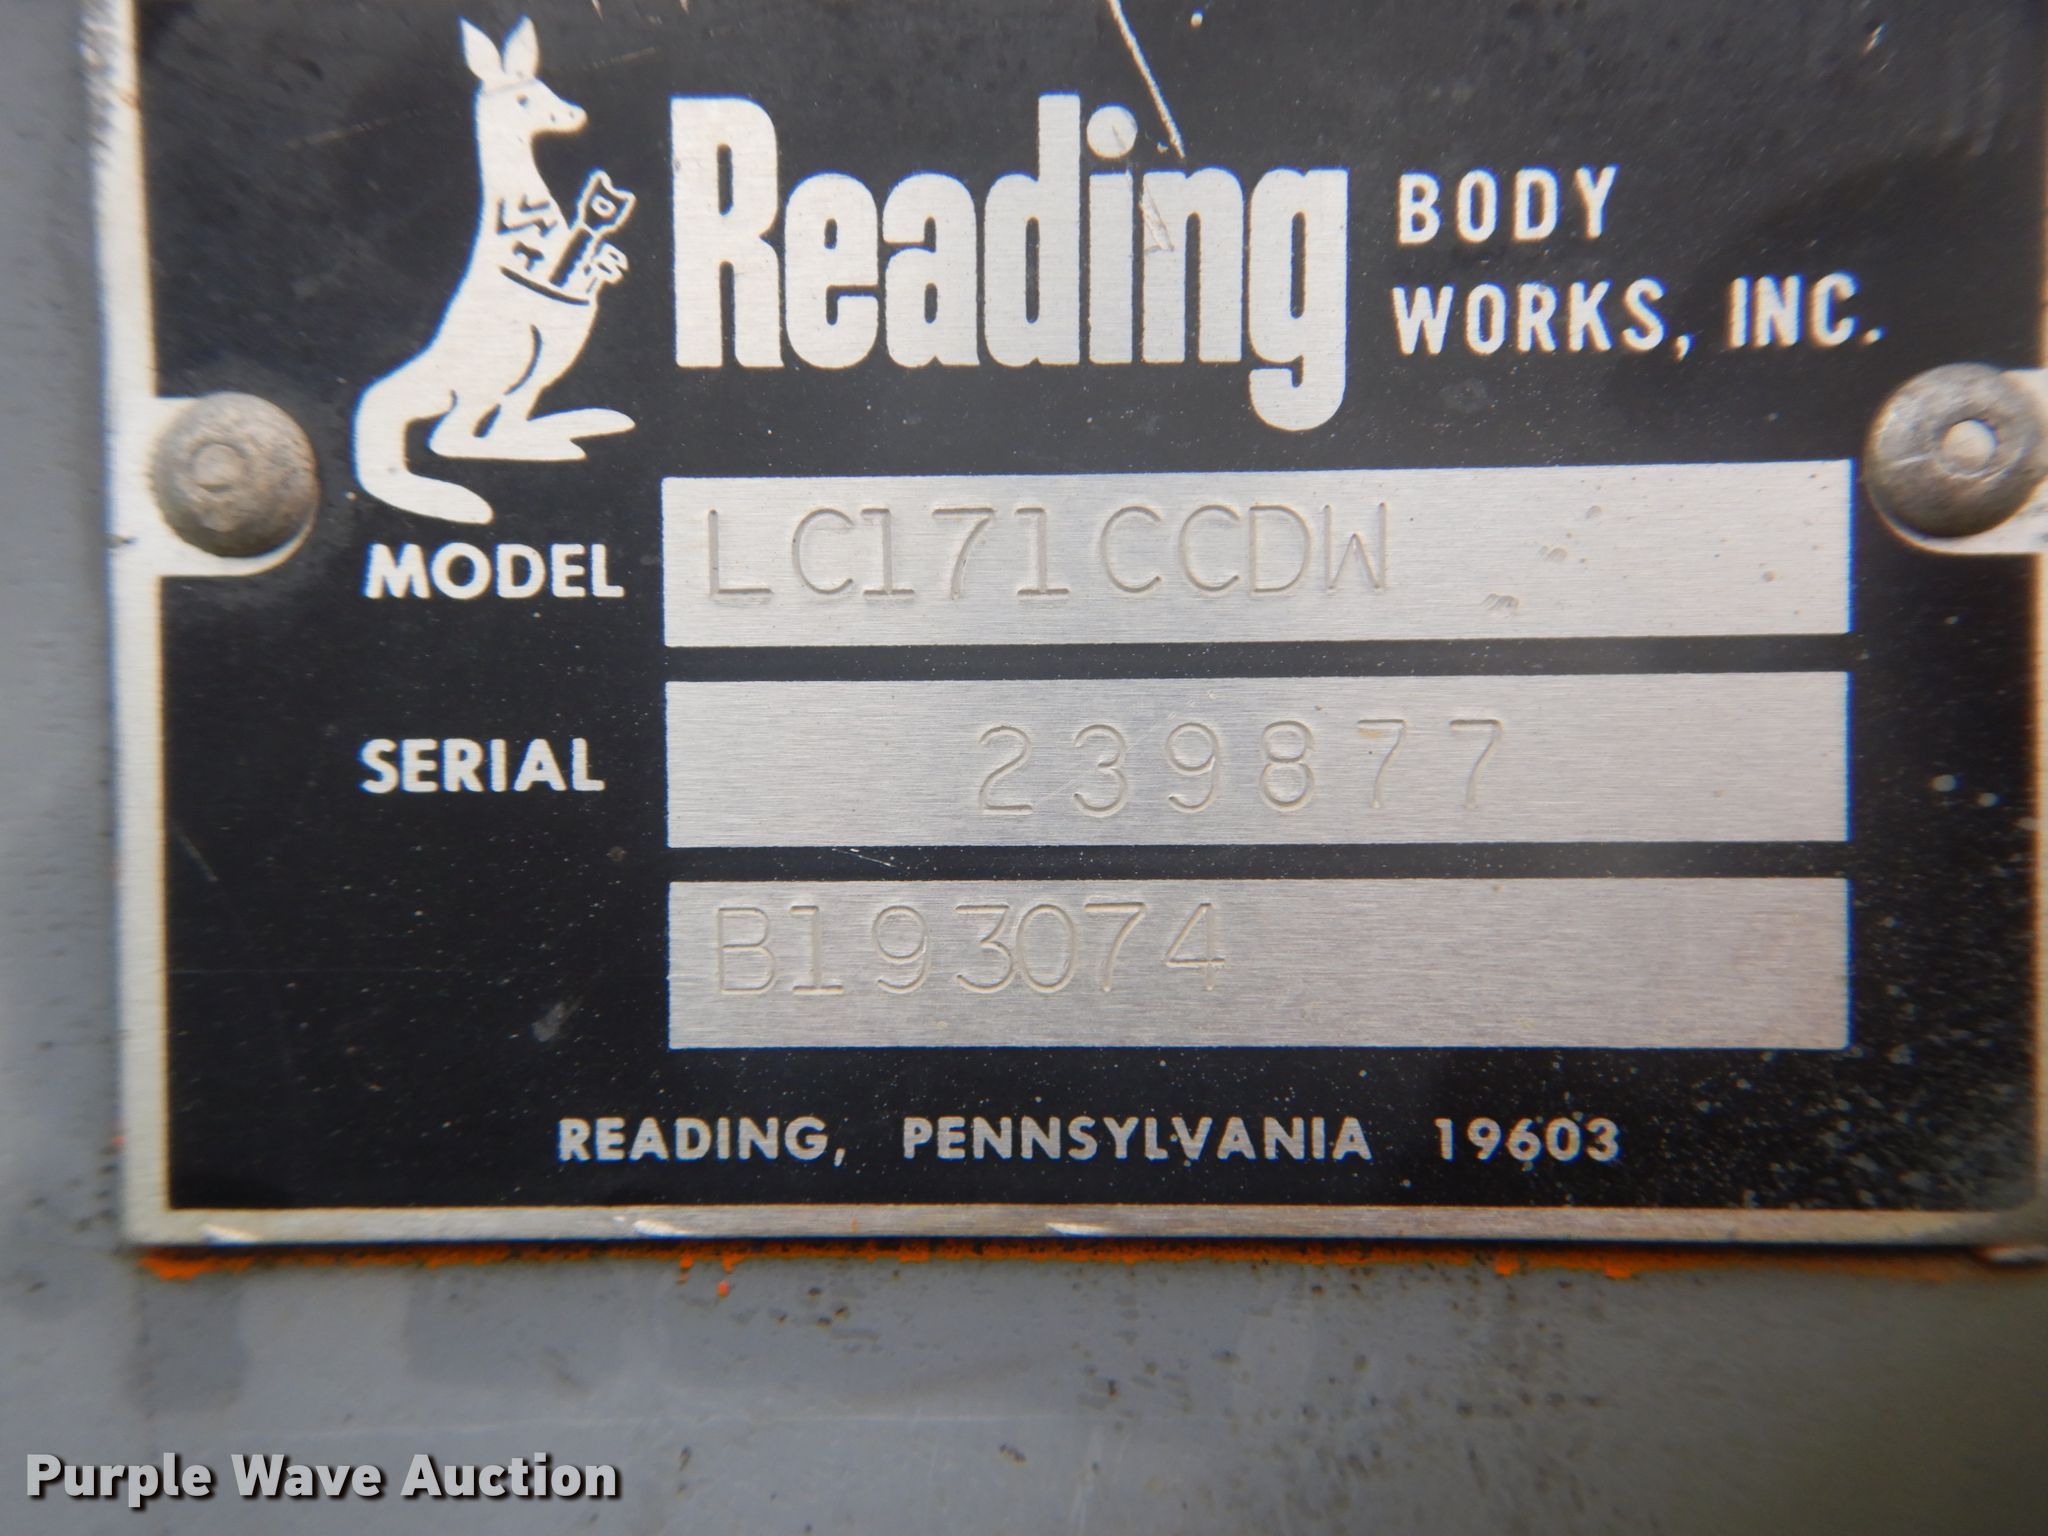 Reading BODY
WORKS, INC.
MODEL LC171CCDW
SERIAL 239877
B193074
READING, PENNSYLVANIA 19603
Purple Wave Auction